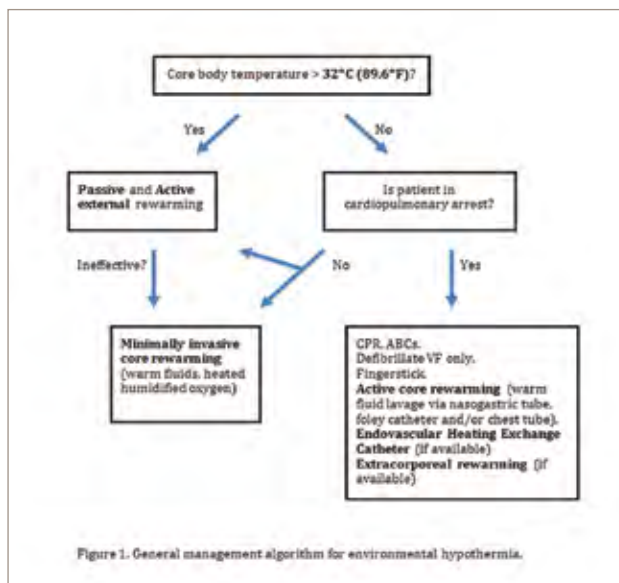 Core body temperature > 32°C (89.6°F)?
Yes
No
Passive and Active
external rewarming
Is patient in
cardiopulmonary arrest?
Ineffective?
No
Yes
Minimally invasive
core rewarming
(warm fluids, heated
humidified oxygen)
CPR, ABCs.
Defibrillate VF only.
Fingerstick.
Active core rewarming (warm
fluid lavage via nasogastric tube,
foley catheter and/or chest tube).
Endovascular Heating Exchange
Catheter (if available)
Extracorporeal rewarming (if
available)
Figure 1. General management algorithm for environmental hypothermia.